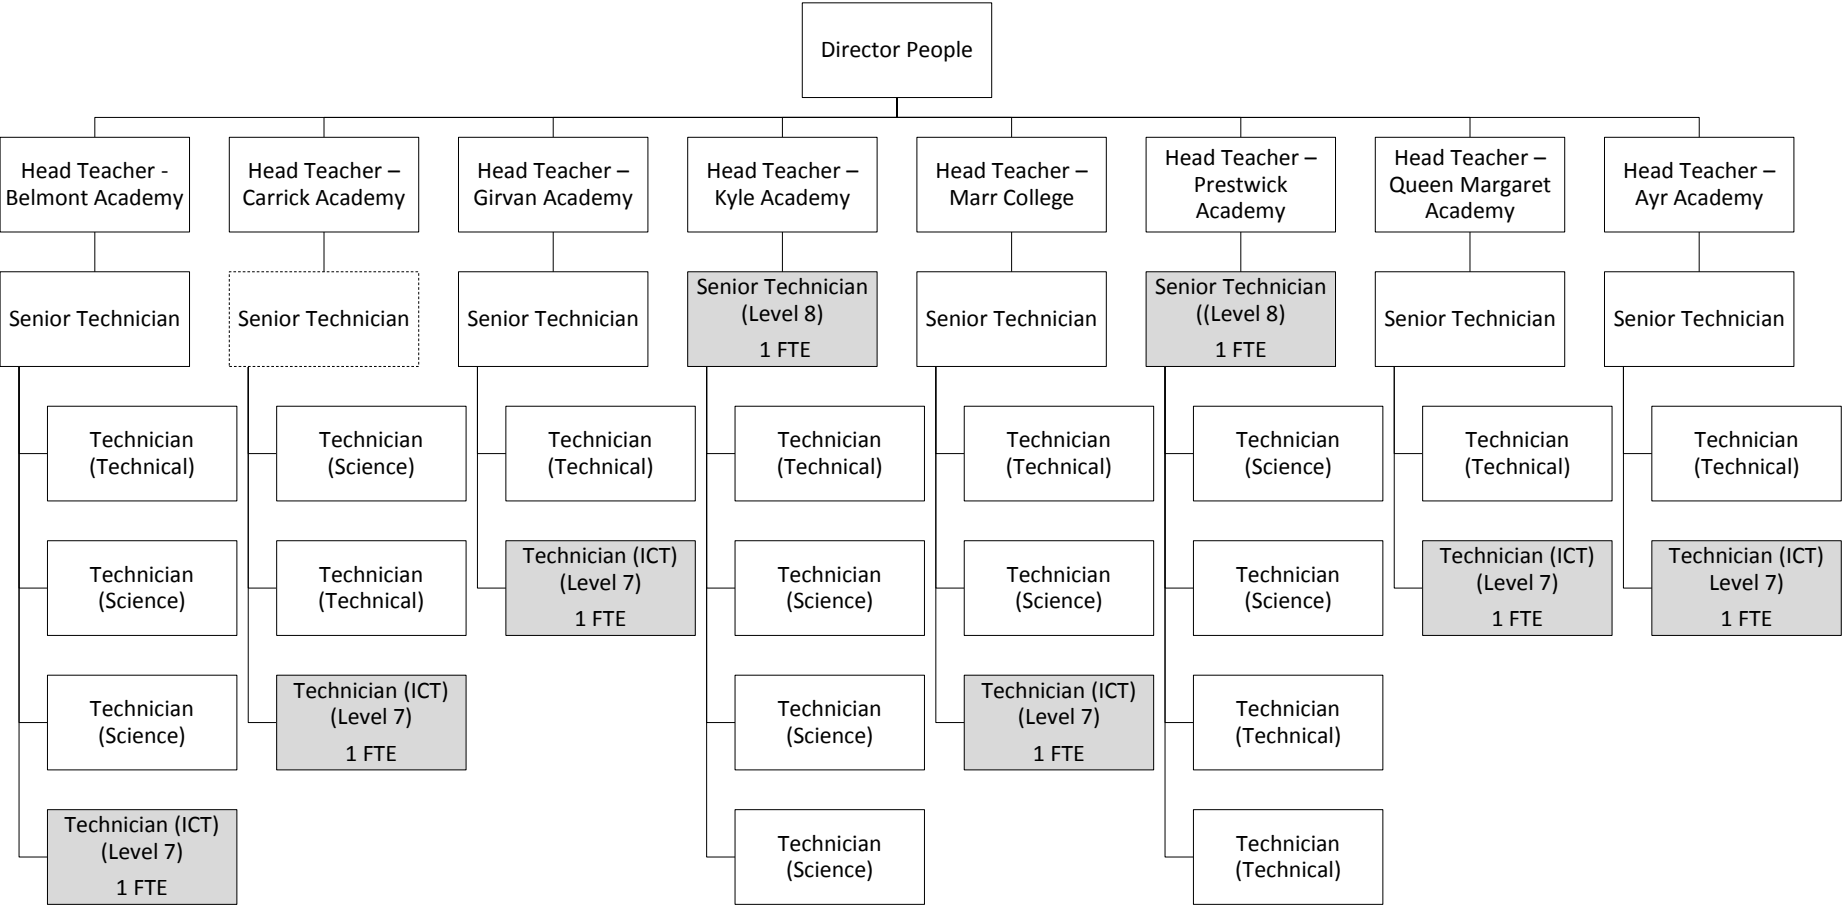 Director People
Head Teacher -
Belmont Academy
Head Teacher –
Carrick Academy
Head Teacher –
Girvan Academy
Head Teacher –
Kyle Academy
Head Teacher –
Marr College
Head Teacher –
Prestwick
Academy
Head Teacher –
Queen Margaret
Academy
Head Teacher –
Ayr Academy
Senior Technician
Senior Technician
Senior Technician
Senior Technician
(Level 8)
1 FTE
Senior Technician
Senior Technician
((Level 8)
1 FTE
Senior Technician
Senior Technician
Technician
(Technical)
Technician
(Science)
Technician
(Technical)
Technician
(Technical)
Technician
(Technical)
Technician
(Science)
Technician
(Technical)
Technician
(Technical)
Technician
(Science)
Technician
(Technical)
Technician (ICT)
(Level 7)
1 FTE
Technician
(Science)
Technician
(Science)
Technician
(Science)
Technician (ICT)
(Level 7)
1 FTE
Technician (ICT)
Level 7)
1 FTE
Technician
(Science)
Technician (ICT)
(Level 7)
1 FTE
Technician
(Science)
Technician (ICT)
(Level 7)
1 FTE
Technician
(Technical)
Technician (ICT)
(Level 7)
1 FTE
Technician
(Science)
Technician
(Technical)